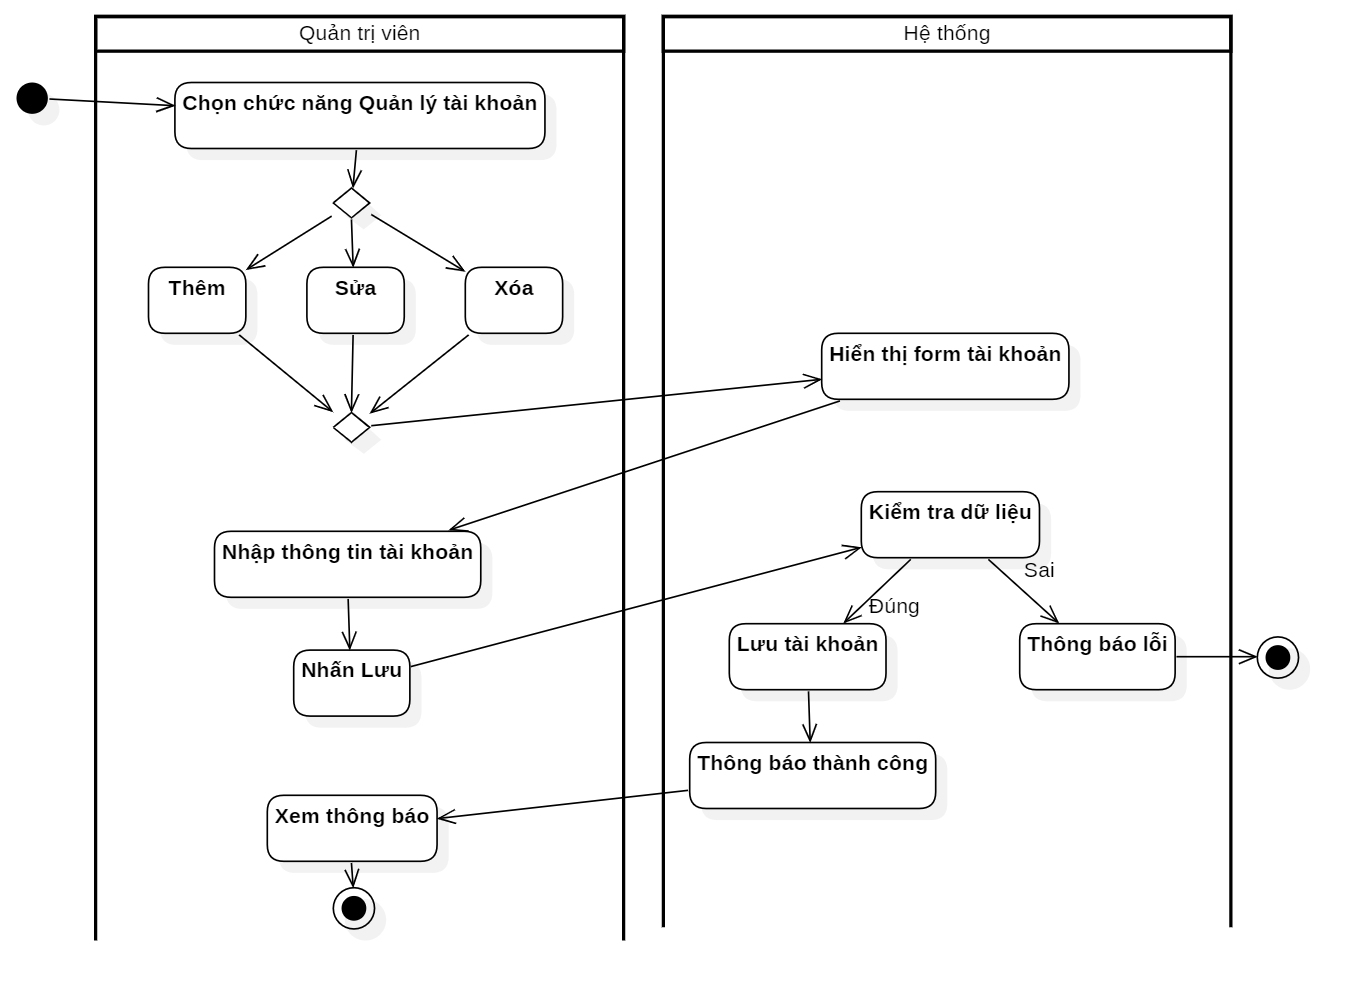 Quản trị viên
Hệ thống
Chọn chức năng Quản lý tài khoản
Thêm
Sửa
Xóa
Hiển thị form tài khoản
Kiểm tra dữ liệu
Nhập thông tin tài khoản
Sai
Đúng
Lưu tài khoản
Thông báo lỗi
Nhấn Lưu
Thông báo thành công
Xem thông báo